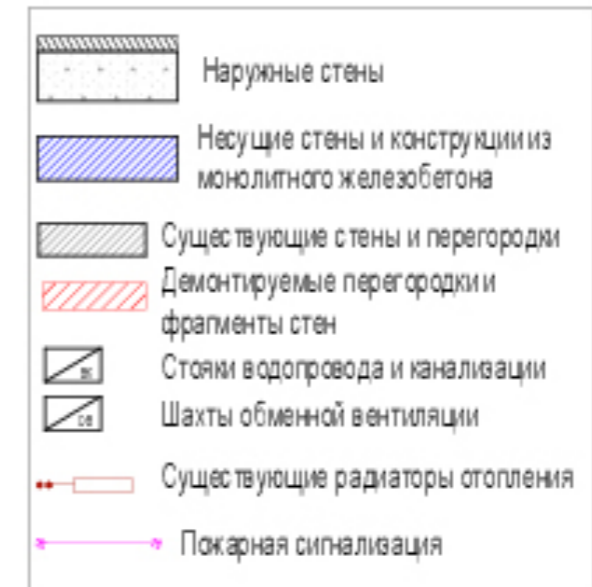 Наружные стены
Несущие стены и конструкции из
монолитного железобетона
Существующие стены и перегородки
Демонтируемые перегородки и
фрагменты стен
Стояки водопровода и канализации
Шахты обменной вентиляции
Существующие радиаторы отопления
Пожарная сигнализация